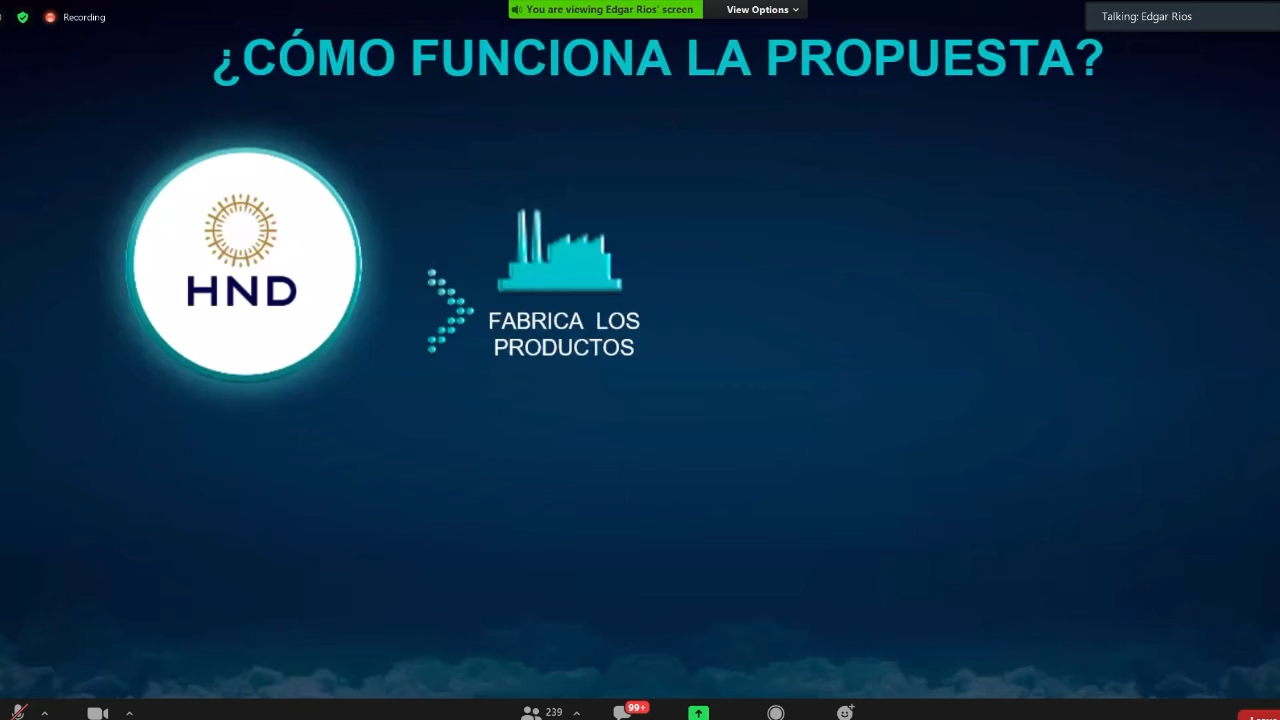 Recording
You are viewing Edgar Rios' screen
View Options
Talking: Edgar Rios
¿CÓMO FUNCIONA LA PROPUESTA?
HND
FABRICA LOS
PRODUCTOS
239
99+